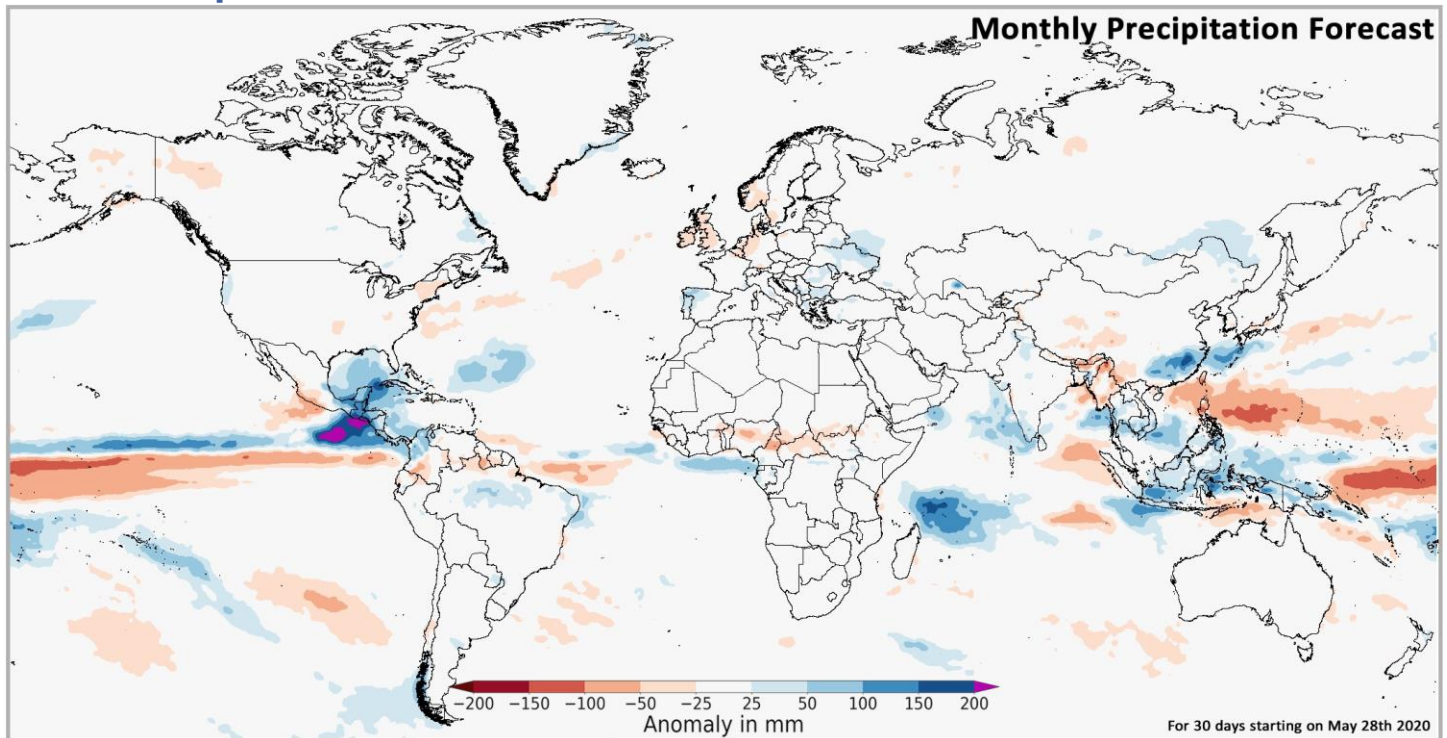 Monthly Precipitation Forecast
−200 −150 −100 −50 −25 25 50 100 150 200
Anomaly in mm
For 30 days starting on May 28th 2020